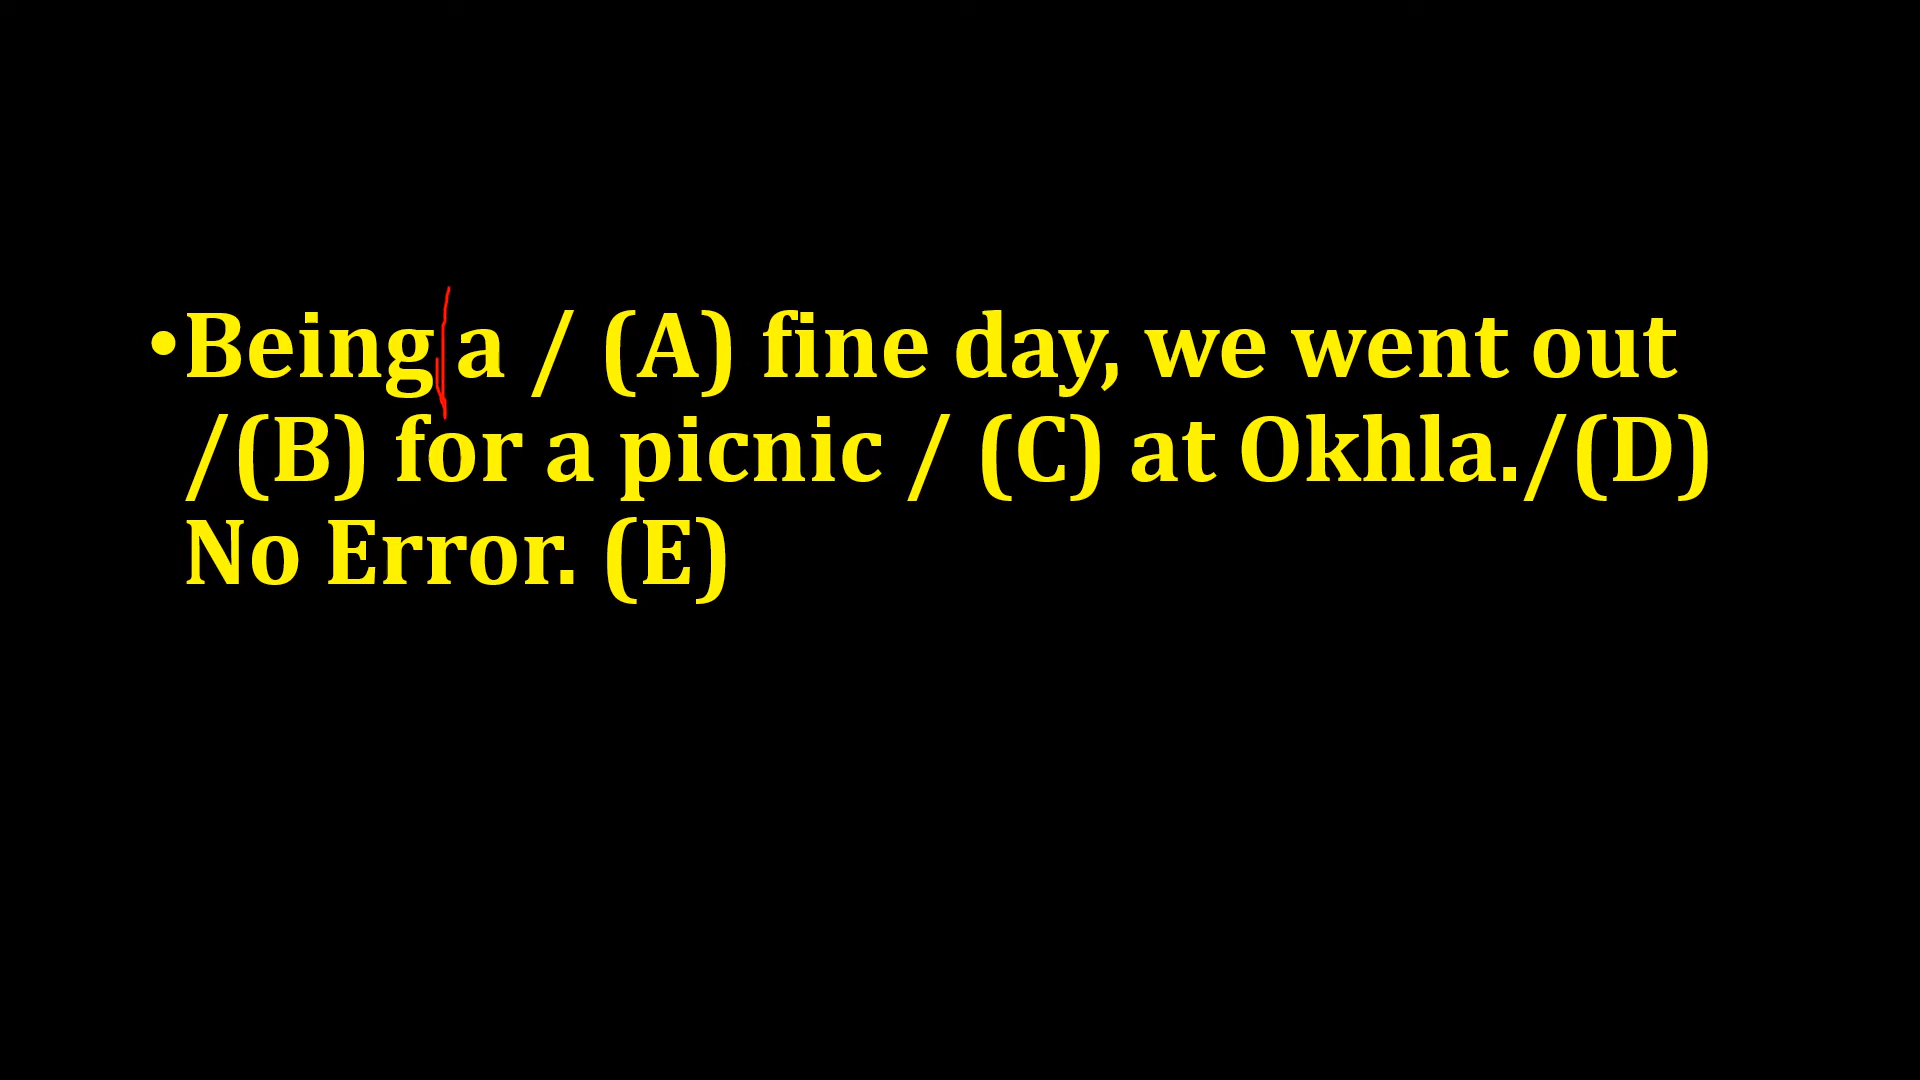 •Being a / (A) fine day, we went out
/(B) for a picnic / (C) at Okhla./(D)
No Error. (E)